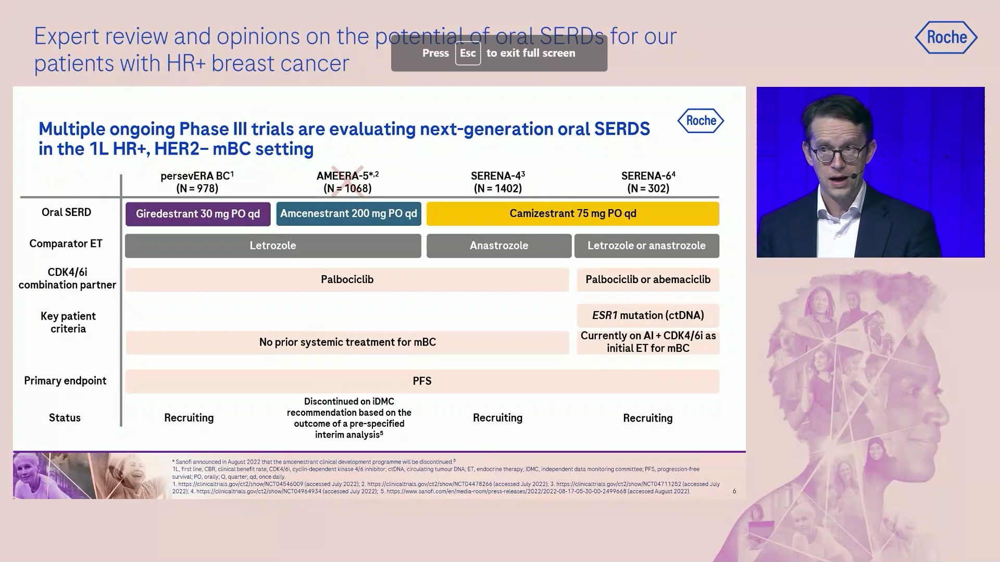 Expert review and opinions on the potential of oral SERDs for our
patients with HR+ breast cancer
Press Esc to exit full screen
Roche
Multiple ongoing Phase III trials are evaluating next-generation oral SERDS
in the 1L HR+, HER2– mBC setting
Roche
persevERA BC¹
(N = 978)
AMEERA-5*,²
(N = 1068)
SERENA-4³
(N = 1402)
SERENA-6⁴
(N = 302)
Oral SERD
Giredestrant 30 mg PO qd
Amcenestrant 200 mg PO qd
Camizestrant 75 mg PO qd
Comparator ET
Letrozole
Anastrozole
Letrozole or anastrozole
CDK4/6i
combination partner
Palbociclib
Palbociclib or abemaciclib
Key patient
criteria
ESR1 mutation (ctDNA)
No prior systemic treatment for mBC
Currently on AI + CDK4/6i as
initial ET for mBC
Primary endpoint
PFS
Status
Recruiting
Discontinued on iDMC
recommendation based on the
outcome of a pre-specified
interim analysis⁵
Recruiting
Recruiting
* Sanofi announced in August 2022 that the amcenestrant clinical development programme will be discontinued.⁵
1L, first line; CBR, clinical benefit rate; CDK4/6i, cyclin-dependent kinase 4/6 inhibitor; ctDNA, circulating tumour DNA; ET, endocrine therapy; IDMC, independent data monitoring committee; PFS, progression-free
survival; PO, orally; Q, quarter; qd, once daily.
1. https://clinicaltrials.gov/ct2/show/NCT04546009 (accessed July 2022); 2. https://clinicaltrials.gov/ct2/show/NCT04478266 (accessed July 2022); 3. https://clinicaltrials.gov/ct2/show/NCT04711252 (accessed July
2022); 4. https://clinicaltrials.gov/ct2/show/NCT04964934 (accessed July 2022); 5. https://www.sanofi.com/en/media-room/press-releases/2022/2022-08-17-05-30-00-2499668 (accessed August 2022).
6